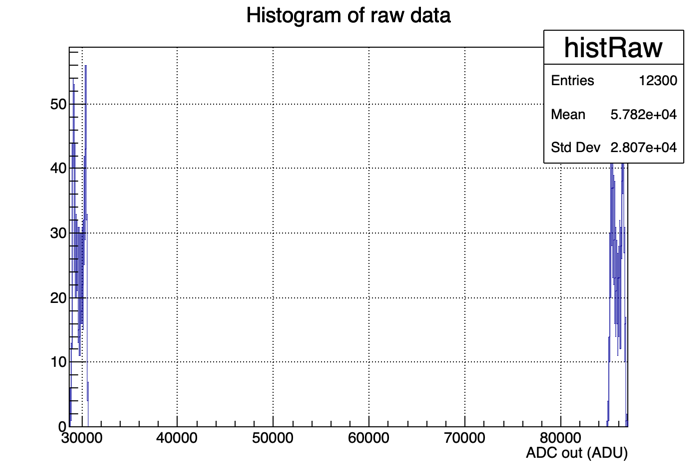 Histogram of raw data
histRaw
Entries 12300
Mean 5.782e+04
Std Dev 2.807e+04
50
40
30
20
10
0
30000 40000 50000 60000 70000 80000
ADC out (ADU)